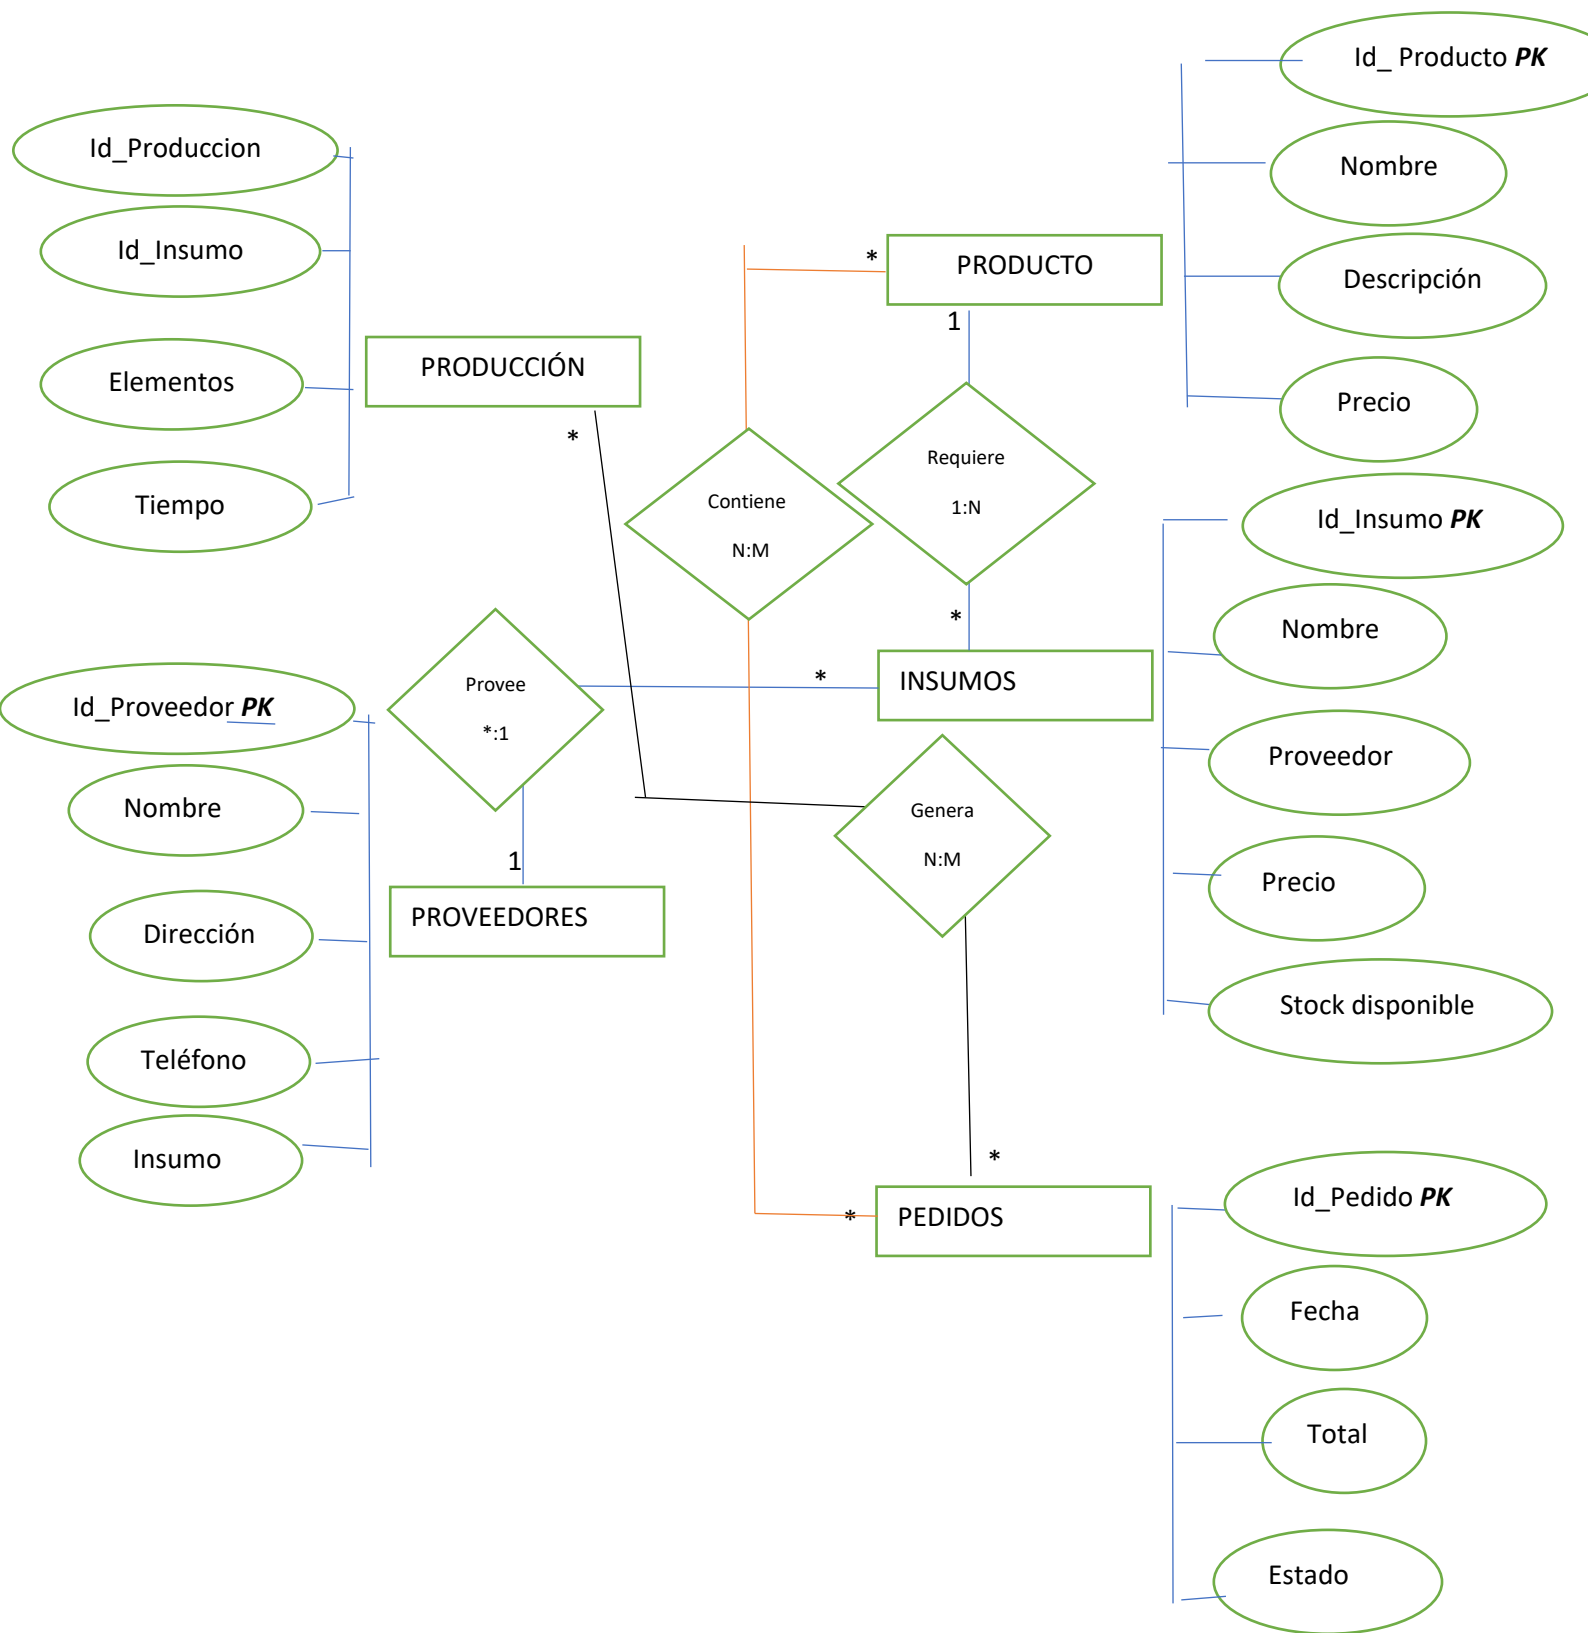 Id_Produccion
Id_Insumo
Elementos
Tiempo
PRODUCCIÓN
*
PRODUCTO
*
1
Id_ Producto PK
Nombre
Descripción
Precio
Contiene
N:M
Requiere
1:N
*
Provee
*:1
*
1
INSUMOS
Id_Insumo PK
Nombre
Proveedor
Precio
Stock disponible
Id_Proveedor PK
Nombre
Dirección
Teléfono
Insumo
PROVEEDORES
Genera
N:M
*
*
PEDIDOS
Id_Pedido PK
Fecha
Total
Estado